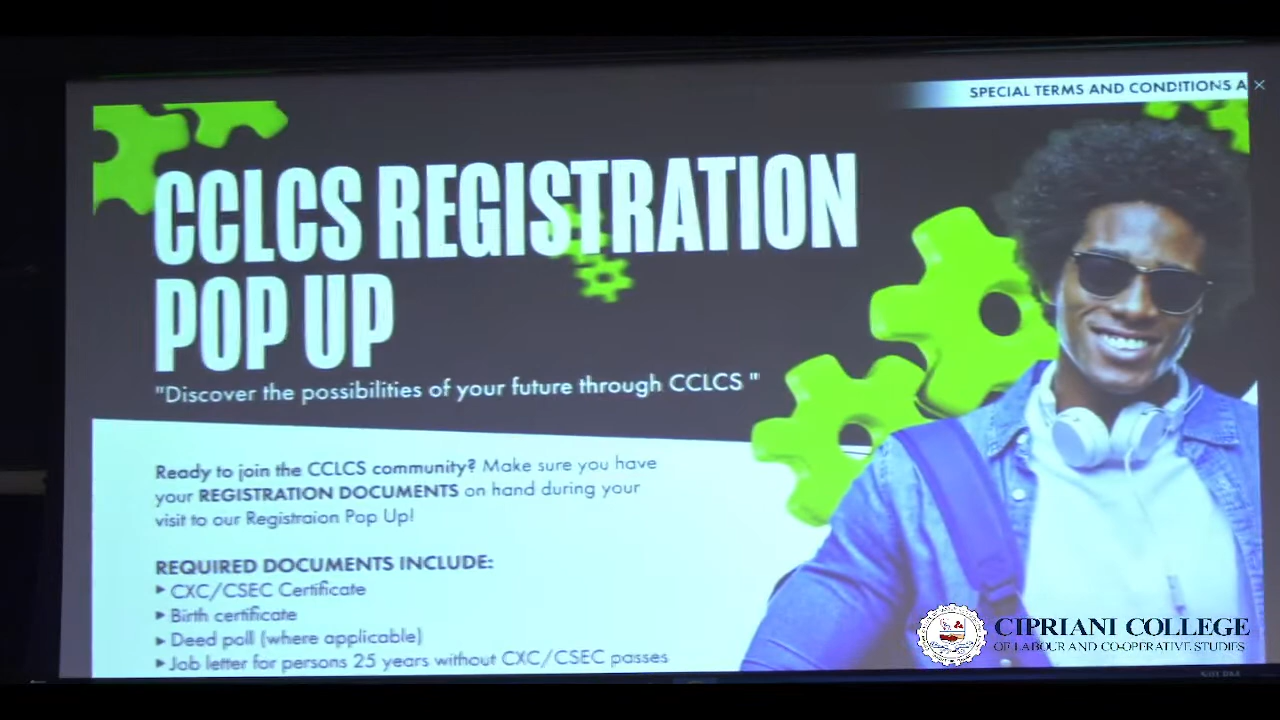 SPECIAL TERMS AND CONDITIONS A
CCLCS REGISTRATION
POP UP
"Discover the possibilities of your future through CCLCS "
Ready to join the CCLCS community? Make sure you have
your REGISTRATION DOCUMENTS on hand during your
visit to our Registraion Pop Up!
REQUIRED DOCUMENTS INCLUDE:
▸ CXC/CSEC Certificate
▸ Birth certificate
▸ Deed poll (where applicable)
▸ Job letter for persons 25 years without CXC/CSEC passes
CIPRIANI COLLEGE
OF LABOUR AND CO-OPERATIVE STUDIES